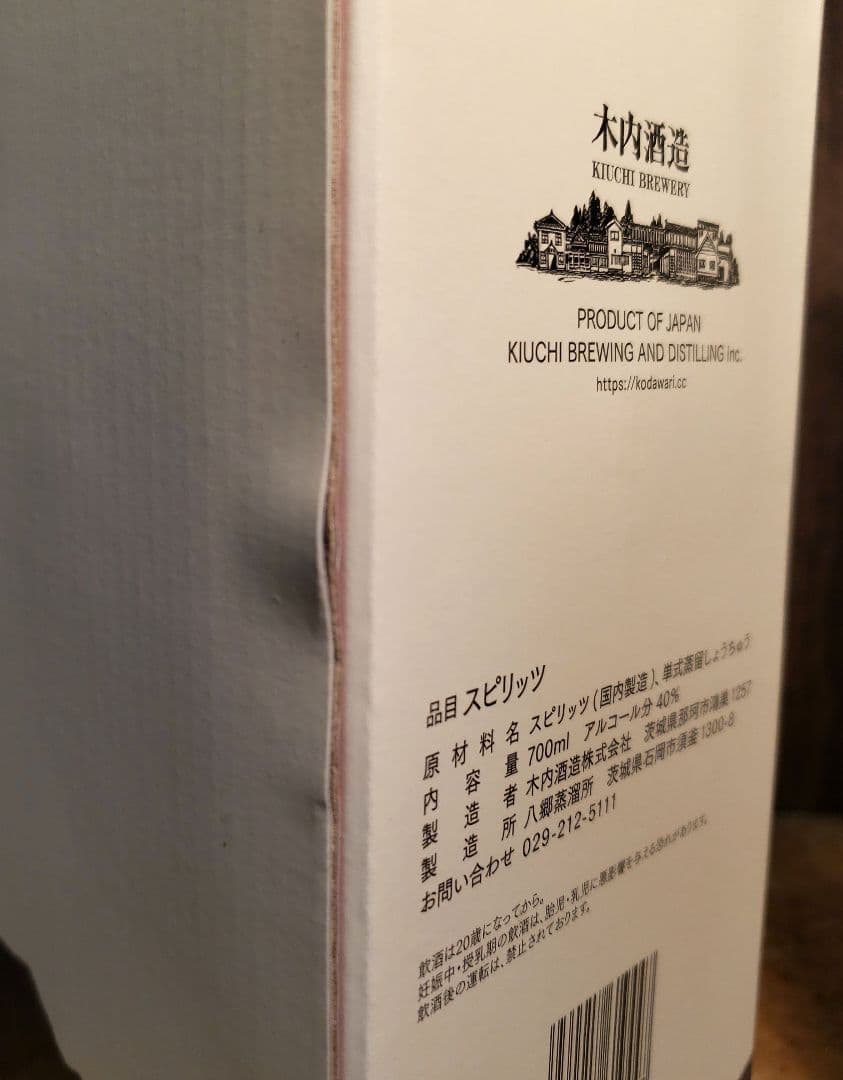 木内酒造
KIUCHI BREWERY
PRODUCT OF JAPAN
KIUCHI BREWING AND DISTILLING Inc.
https://kodawari.cc
品目 スピリッツ
原材料名 スピリッツ(国内製造)、単式蒸留しょうちゅう
内容量 700ml アルコール分 40%
製造者 木内酒造株式会社 茨城県那珂市鴻巣1257
製造所 八郷蒸溜所 茨城県石岡市須釜1300-8
お問い合わせ 029-212-5111
飲酒は20歳になってから。
妊娠中・授乳期の飲酒は、胎児・乳児に悪影響を与える恐れがあります。
飲酒後の運転は、禁止されております。